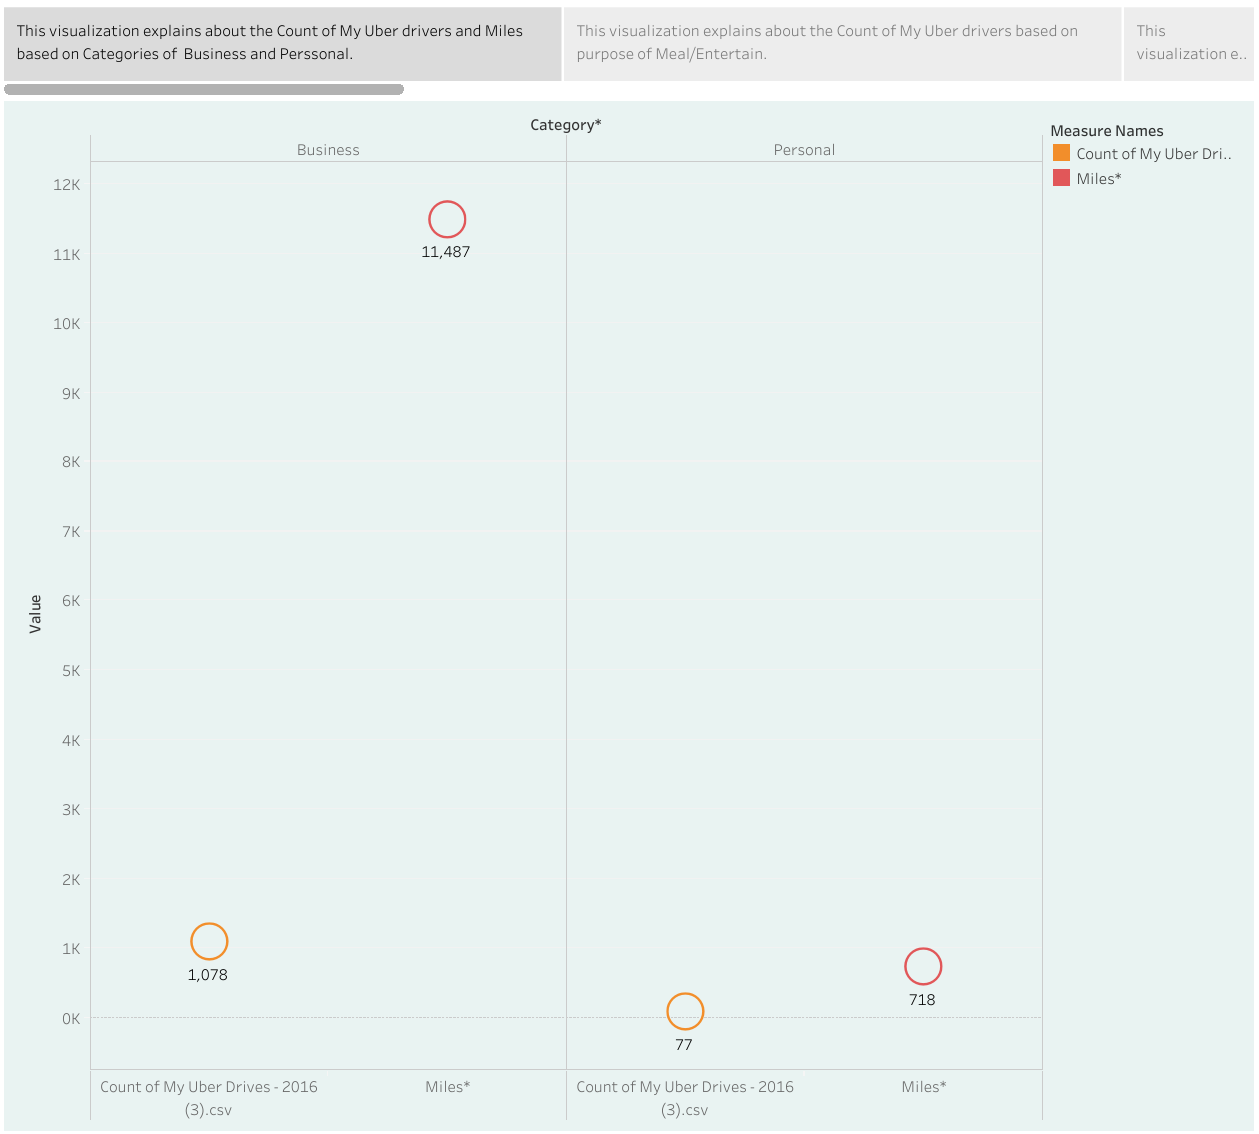 This visualization explains about the Count of My Uber drivers and Miles
based on Categories of  Business and Perssonal.
This visualization explains about the Count of My Uber drivers based on
purpose of Meal/Entertain.
This
visualization e..
Category*
Business
Personal
Measure Names
Count of My Uber Dri..
Miles*
12K
11K
10K
9K
8K
7K
6K
5K
4K
3K
2K
1K
0K
Value
11,487
1,078
718
77
Count of My Uber Drives - 2016
(3).csv
Miles*
Count of My Uber Drives - 2016
(3).csv
Miles*